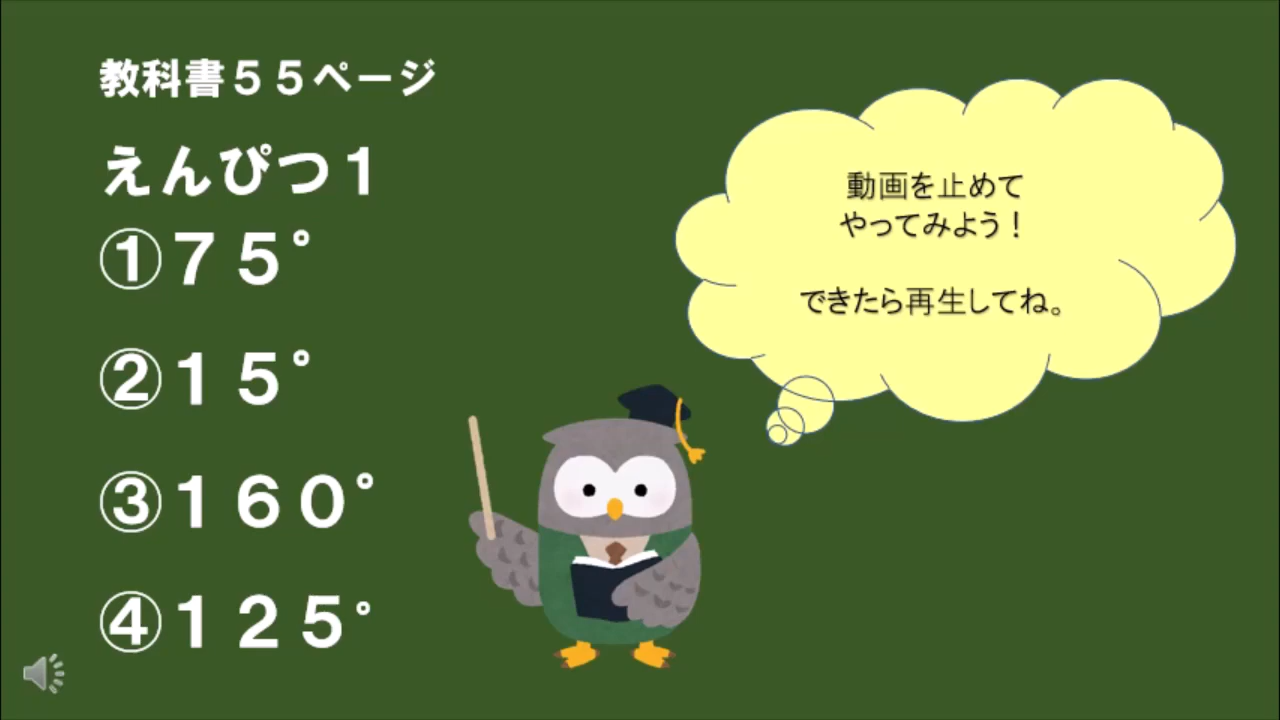 教科書５５ページ
えんぴつ１
①７５°
②１５°
③１６０°
④１２５°
動画を止めて
やってみよう！
できたら再生してね。